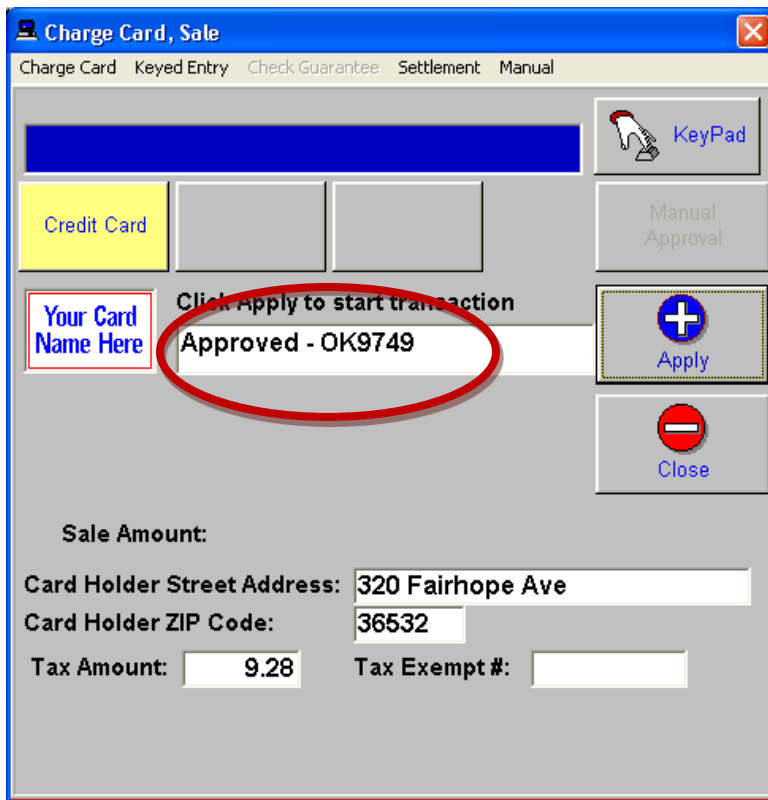 Charge Card, Sale
Charge Card Keyed Entry Check Guarantee Settlement Manual
KeyPad
Credit Card
Manual
Approval
Your Card
Name Here
Click Apply to start transaction
Approved - OK9749
Apply
Close
Sale Amount:
Card Holder Street Address: 320 Fairhope Ave
Card Holder ZIP Code: 36532
Tax Amount: 9.28 Tax Exempt #: